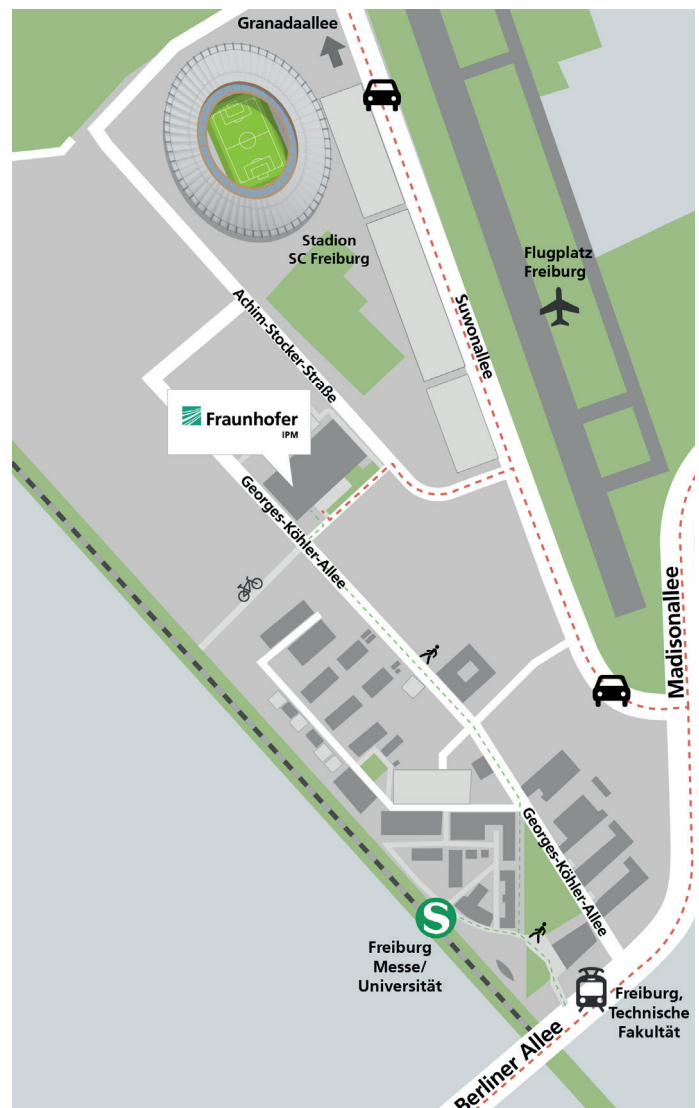 Granadaallee
Stadion
SC Freiburg
Flugplatz
Freiburg
Suwonallee
Achim-Stocker-Straße
Fraunhofer
IPM
Georges-Köhler-Allee
Madisonallee
Georges-Köhler-Allee
S
Freiburg
Messe/
Universität
Freiburg,
Technische
Fakultät
Berliner Allee